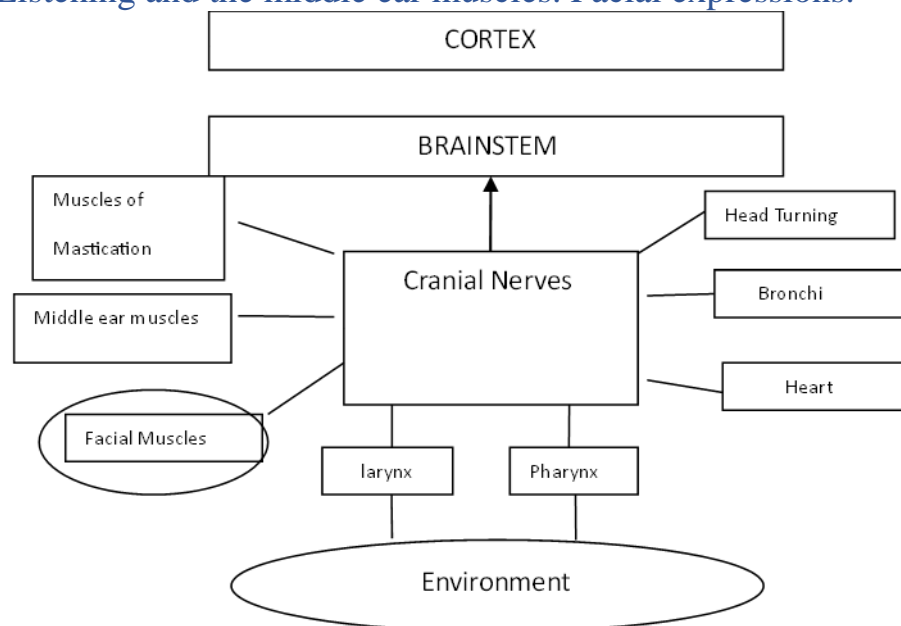 Listening and the middle ear muscles. Facial expressions.
CORTEX
BRAINSTEM
Muscles of
Mastication
Head Turning
Cranial Nerves
Bronchi
Middle ear muscles
Heart
Facial Muscles
larynx
Pharynx
Environment